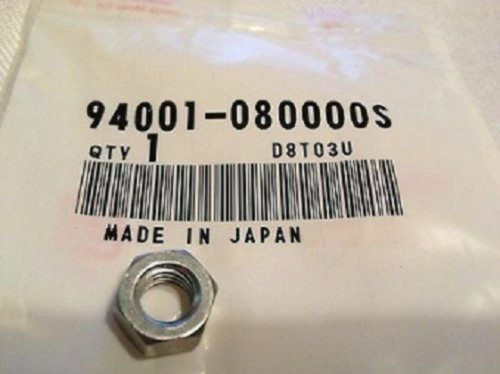 94001-080000S
QTY 1 D8T03U
MADE IN JAPAN